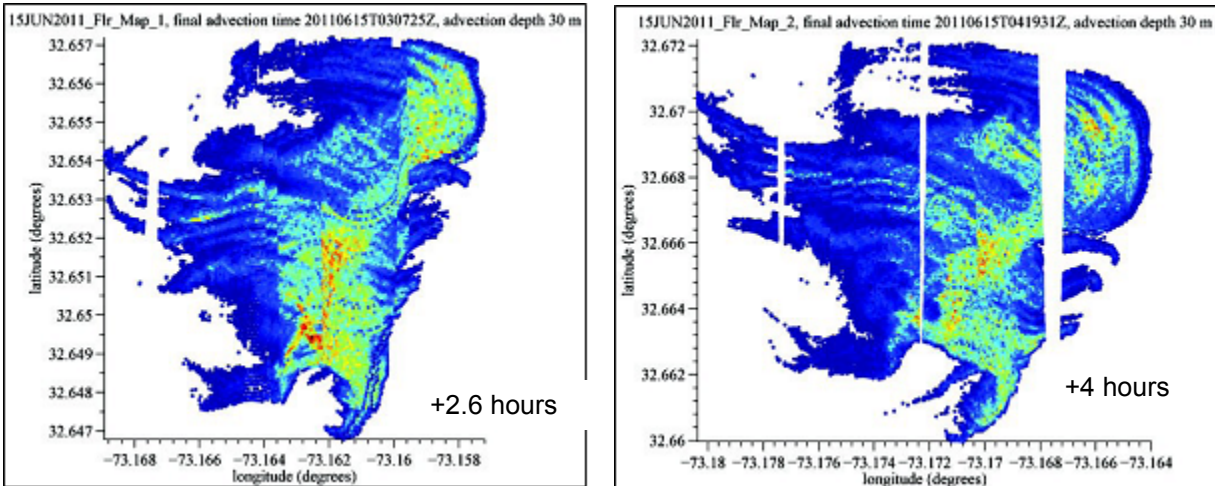 15JUN2011_Flr_Map_1, final advection time 20110615T030725Z, advection depth 30 m
32.657
32.656
32.655
32.654
32.653
32.652
32.651
32.65
32.649
32.648
32.647
latitude (degrees)
−73.168 −73.166 −73.164 −73.162 −73.16 −73.158
longitude (degrees)
+2.6 hours
15JUN2011_Flr_Map_2, final advection time 20110615T041931Z, advection depth 30 m
32.672
32.67
32.668
32.666
32.664
32.662
32.66
latitude (degrees)
−73.18 −73.178 −73.176 −73.174 −73.172 −73.17 −73.168 −73.166 −73.164
longitude (degrees)
+4 hours